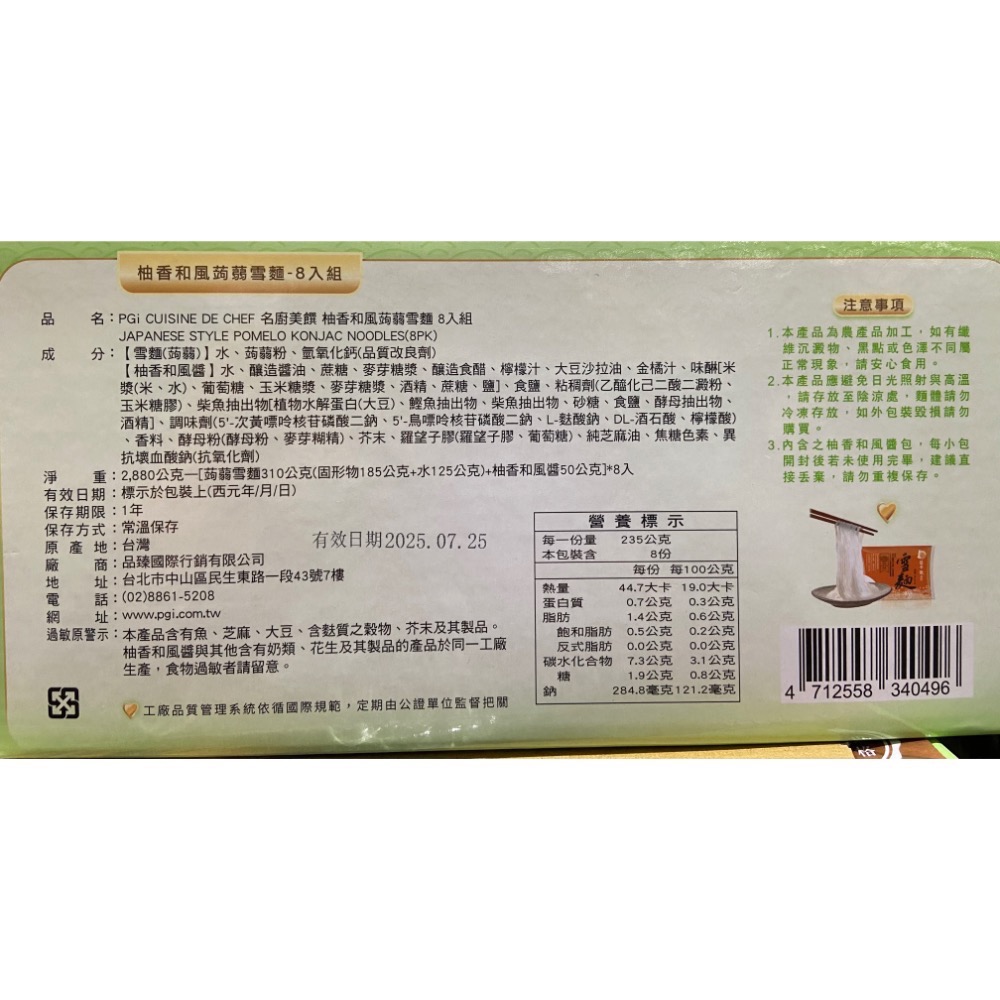 柚香和風蒟蒻雪麵-8入組
品　　名：PGi CUISINE DE CHEF 名廚美饌 柚香和風蒟蒻雪麵 8入組
JAPANESE STYLE POMELO KONJAC NOODLES(8PK)
成　　分：【雪麵(蒟蒻)】水、蒟蒻粉、氫氧化鈣(品質改良劑)
【柚香和風醬】水、釀造醬油、蔗糖、麥芽糖漿、釀造食醋、檸檬汁、大豆沙拉油、金橘汁、味醂[米
漿(米、水)、葡萄糖、玉米糖漿、麥芽糖漿、酒精、蔗糖、鹽]、食鹽、粘稠劑(乙醯化己二酸二澱粉、
玉米糖膠)、柴魚抽出物[植物水解蛋白(大豆)、鰹魚抽出物、柴魚抽出物、砂糖、食鹽、酵母抽出物、
酒精]、調味劑(5'-次黃嘌呤核苷磷酸二鈉、5'-鳥嘌呤核苷磷酸二鈉、L-麩酸鈉、DL-酒石酸、檸檬酸)
、香料、酵母粉(酵母粉、麥芽糊精)、芥末、羅望子膠(羅望子膠、葡萄糖)、純芝麻油、焦糖色素、異
抗壞血酸鈉(抗氧化劑)
淨　　重：2,880公克—[蒟蒻雪麵310公克(固形物185公克+水125公克)+柚香和風醬50公克]*8入
有效日期：標示於包裝上(西元年/月/日)
保存期限：1年
保存方式：常溫保存
原 產 地：台灣
有效日期2025.07.25
廠　　商：品臻國際行銷有限公司
地　　址：台北市中山區民生東路一段43號7樓
電　　話：(02)8861-5208
網　　址：www.pgi.com.tw
過敏原警示：本產品含有魚、芝麻、大豆、含麩質之穀物、芥末及其製品。
柚香和風醬與其他含有奶類、花生及其製品的產品於同一工廠
生產，食物過敏者請留意。
工廠品質管理系統依循國際規範，定期由公證單位監督把關
營養標示
每一份量 235公克
本包裝含 8份
每份 每100公克
熱量 44.7大卡 19.0大卡
蛋白質 0.7公克 0.3公克
脂肪 1.4公克 0.6公克
飽和脂肪 0.5公克 0.2公克
反式脂肪 0.0公克 0.0公克
碳水化合物 7.3公克 3.1公克
糖 1.9公克 0.8公克
鈉 284.8毫克 121.2毫克
注意事項
1.本產品為農產品加工，如有纖
維沉澱物、黑點或色澤不同屬
正常現象，請安心食用。
2.本產品應避免日光照射與高溫
，請存放至陰涼處，麵體請勿
冷凍存放，如外包裝毀損請勿
購買。
3.內含之柚香和風醬包，每小包
開封後若未使用完畢，建議直
接丟棄，請勿重複保存。
雪麵
4 712558 340496